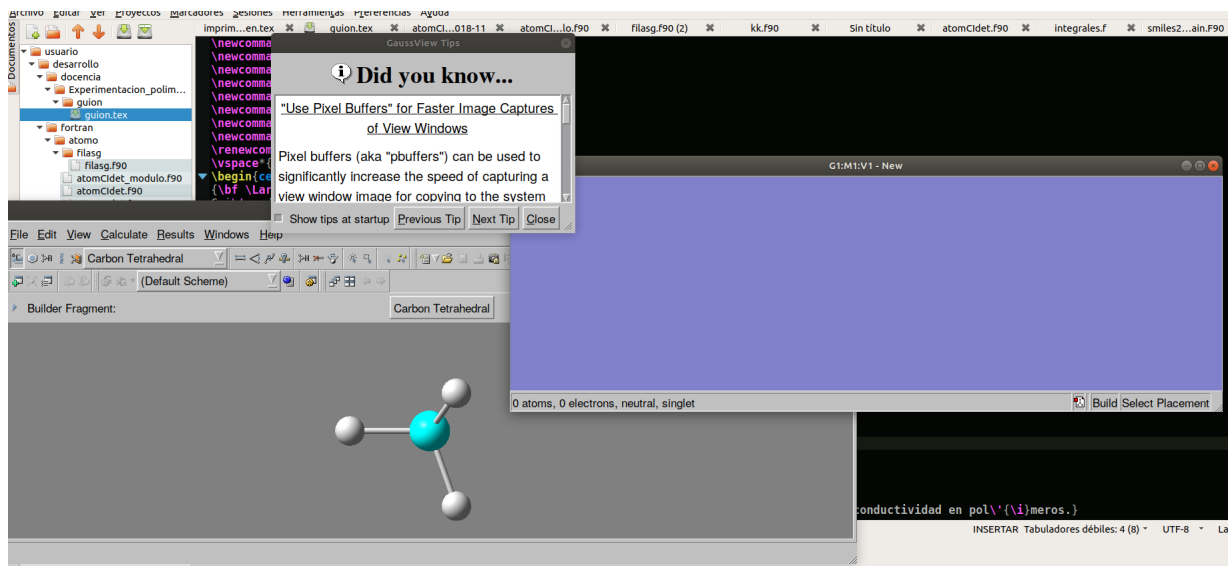 Archivo Editar Ver Proyectos Marcadores Sesiones Herramientas Preferencias Ayuda
imprim...en.tex guion.tex atomCI...018-11 atomCI...lo.f90 filasg.f90 (2) kk.f90 Sin título atomCIdet.f90 integrales.f smiles2...ain.F90
Documentos
usuario
desarrollo
docencia
Experimentacion_polim...
guion
guion.tex
fortran
atomo
filasg
filasg.f90
atomCIdet_modulo.f90
atomCIdet.f90
\newcomma
\newcomma
\newcomma
\newcomma
\newcomma
\newcomma
\newcomma
\newcomma
\renewcom
\vspace*{
\begin{ce
{\bf \Lar
GaussView Tips
Did you know...
"Use Pixel Buffers" for Faster Image Captures
of View Windows
Pixel buffers (aka "pbuffers") can be used to
significantly increase the speed of capturing a
view window image for copying to the system
Show tips at startup Previous Tip Next Tip Close
G1:M1:V1 - New
0 atoms, 0 electrons, neutral, singlet
Build Select Placement
File Edit View Calculate Results Windows Help
Carbon Tetrahedral
(Default Scheme)
Builder Fragment: Carbon Tetrahedral
conductividad en pol\'{\i}meros.}
INSERTAR Tabuladores débiles: 4 (8) UTF-8 La